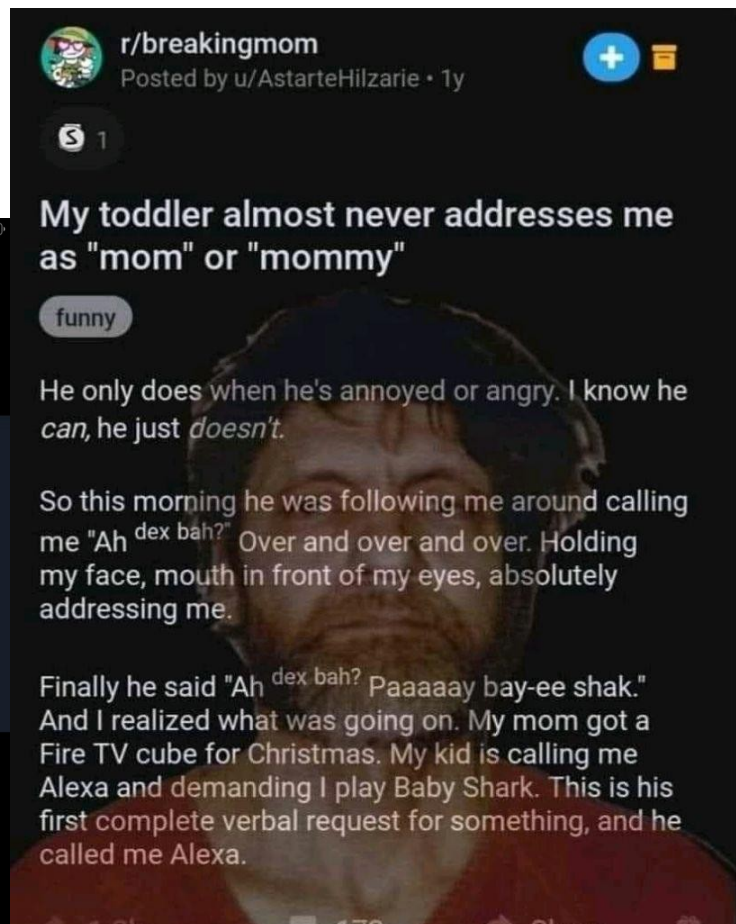 r/breakingmom
Posted by u/AstarteHilzarie • 1y
S 1
My toddler almost never addresses me
as "mom" or "mommy"
funny
He only does when he's annoyed or angry. I know he
can, he just doesn't.
So this morning he was following me around calling
me "Ah dex bah?" Over and over and over. Holding
my face, mouth in front of my eyes, absolutely
addressing me.
Finally he said "Ah dex bah? Paaaaay bay-ee shak."
And I realized what was going on. My mom got a
Fire TV cube for Christmas. My kid is calling me
Alexa and demanding I play Baby Shark. This is his
first complete verbal request for something, and he
called me Alexa.